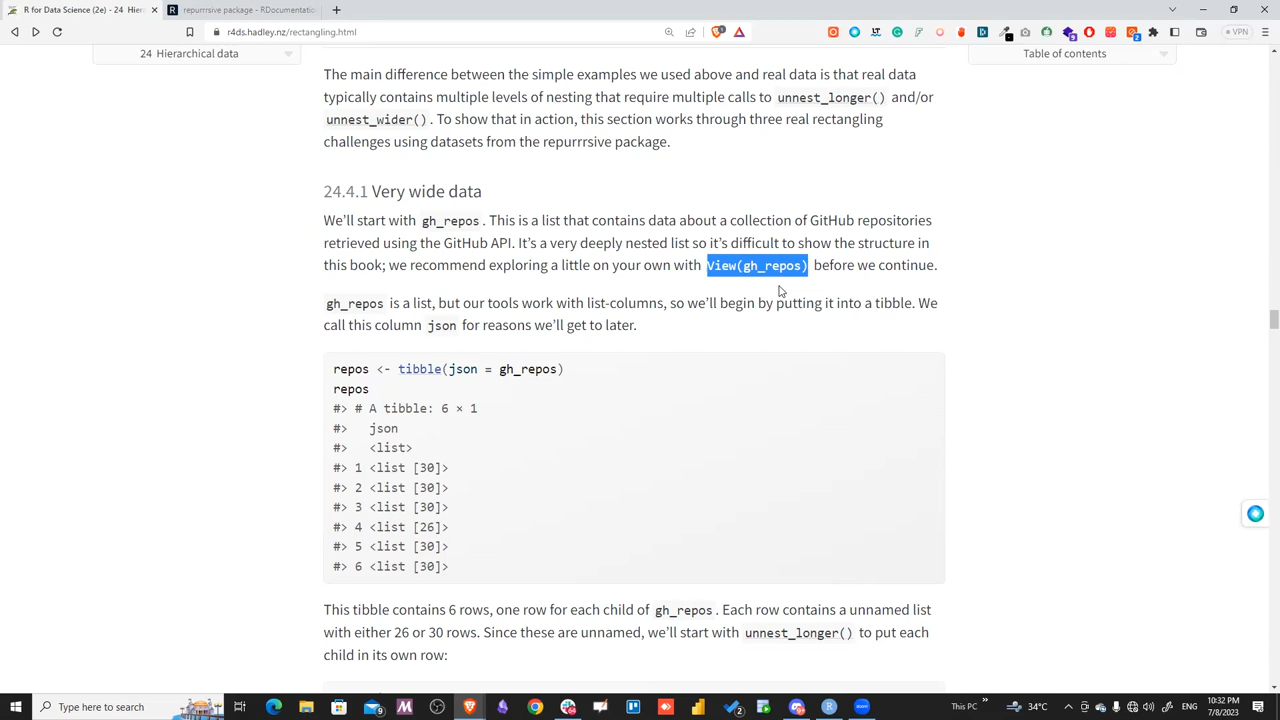 R for Data Science (2e) - 24 Hier
repurrrsive package - RDocumentatio
r4ds.hadley.nz/rectangling.html
VPN
24 Hierarchical data
Table of contents
The main difference between the simple examples we used above and real data is that real data
typically contains multiple levels of nesting that require multiple calls to unnest_longer() and/or
unnest_wider(). To show that in action, this section works through three real rectangling
challenges using datasets from the repurrrsive package.
24.4.1 Very wide data
We'll start with gh_repos. This is a list that contains data about a collection of GitHub repositories
retrieved using the GitHub API. It's a very deeply nested list so it's difficult to show the structure in
this book; we recommend exploring a little on your own with View(gh_repos) before we continue.
gh_repos is a list, but our tools work with list-columns, so we'll begin by putting it into a tibble. We
call this column json for reasons we'll get to later.
repos <- tibble(json = gh_repos)
repos
#> # A tibble: 6 × 1
#>   json
#>   <list>
#> 1 <list [30]>
#> 2 <list [30]>
#> 3 <list [30]>
#> 4 <list [26]>
#> 5 <list [30]>
#> 6 <list [30]>
This tibble contains 6 rows, one row for each child of gh_repos. Each row contains a unnamed list
with either 26 or 30 rows. Since these are unnamed, we'll start with unnest_longer() to put each
child in its own row:
Type here to search
This PC
34°C
ENG
10:32 PM
7/8/2023